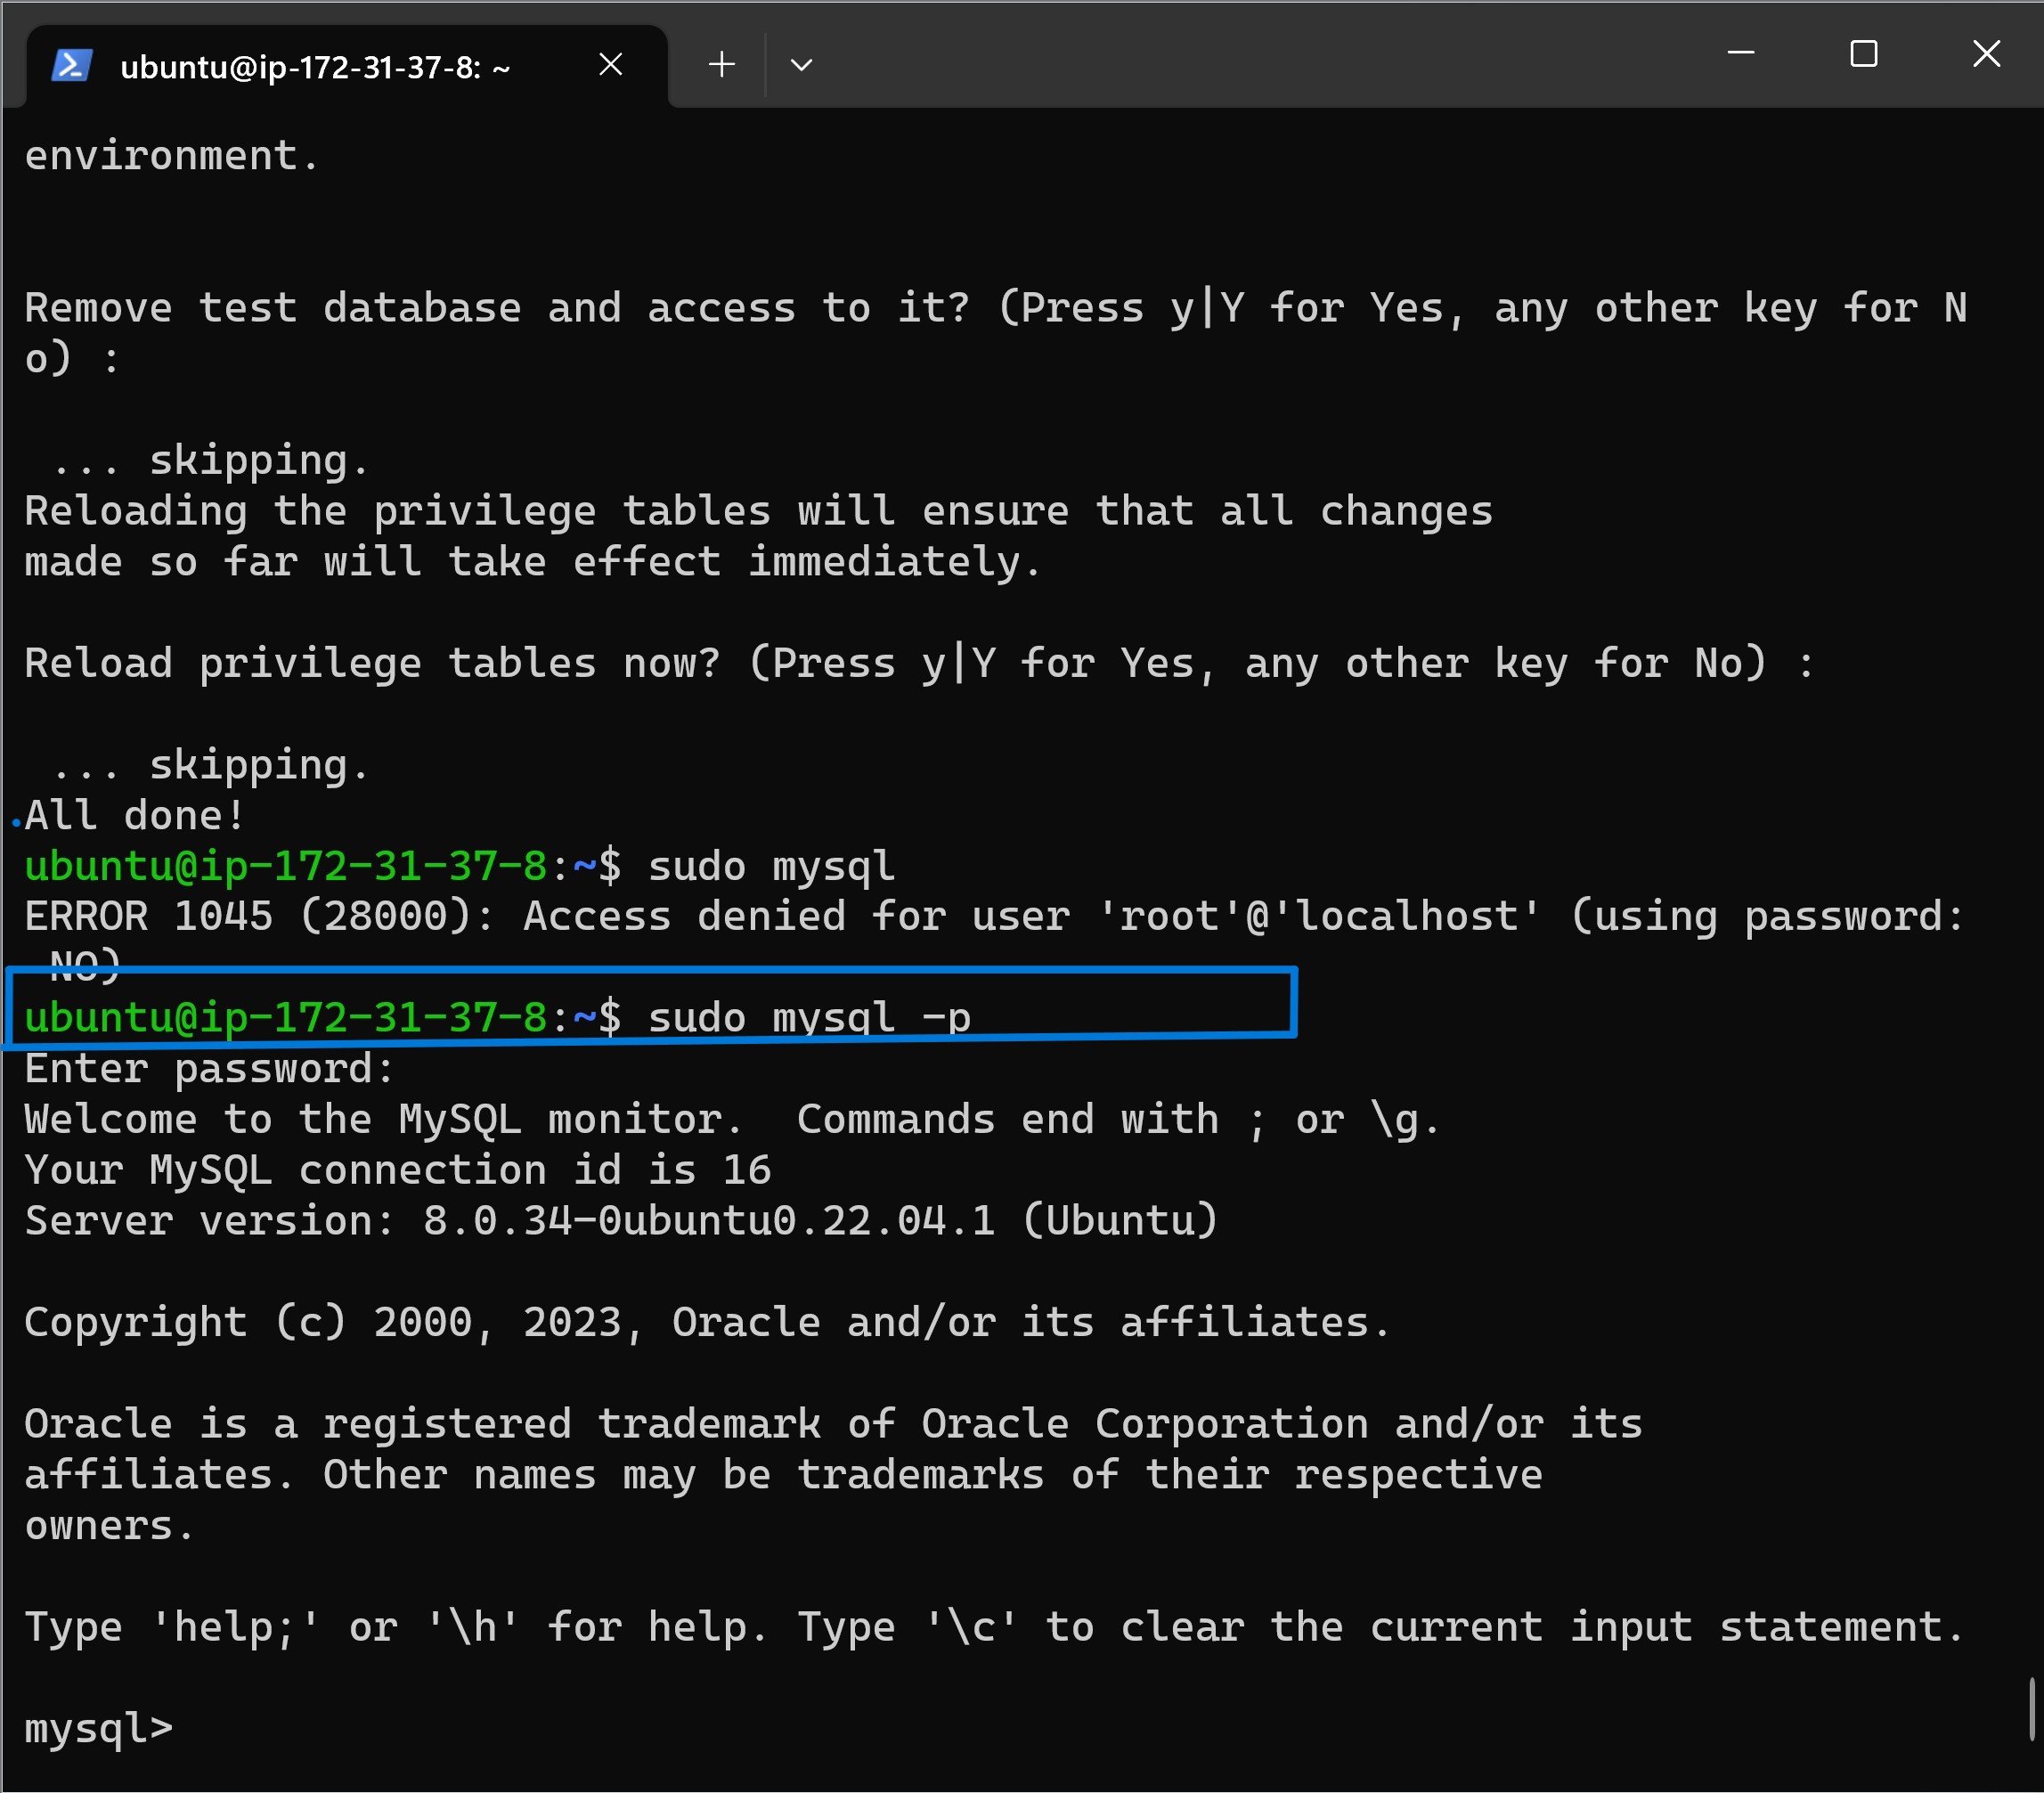 ubuntu@ip-172-31-37-8: ~
environment.
Remove test database and access to it? (Press y|Y for Yes, any other key for N
o) :
 ... skipping.
Reloading the privilege tables will ensure that all changes
made so far will take effect immediately.
Reload privilege tables now? (Press y|Y for Yes, any other key for No) :
 ... skipping.
All done!
ubuntu@ip-172-31-37-8:~$ sudo mysql
ERROR 1045 (28000): Access denied for user 'root'@'localhost' (using password:
 NO)
ubuntu@ip-172-31-37-8:~$ sudo mysql -p
Enter password:
Welcome to the MySQL monitor.  Commands end with ; or \g.
Your MySQL connection id is 16
Server version: 8.0.34-0ubuntu0.22.04.1 (Ubuntu)
Copyright (c) 2000, 2023, Oracle and/or its affiliates.
Oracle is a registered trademark of Oracle Corporation and/or its
affiliates. Other names may be trademarks of their respective
owners.
Type 'help;' or '\h' for help. Type '\c' to clear the current input statement.
mysql>